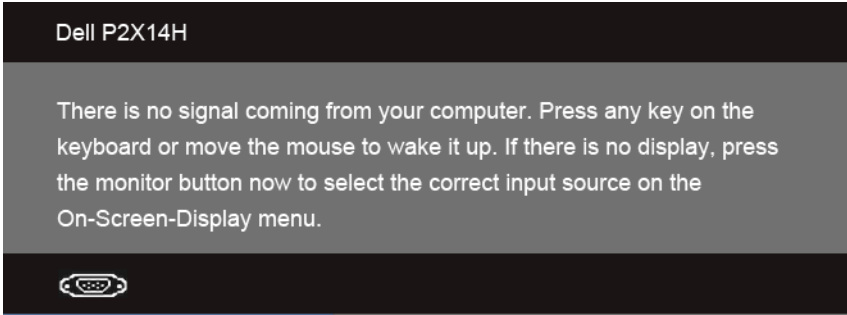 Dell P2X14H
There is no signal coming from your computer. Press any key on the
keyboard or move the mouse to wake it up. If there is no display, press
the monitor button now to select the correct input source on the
On-Screen-Display menu.